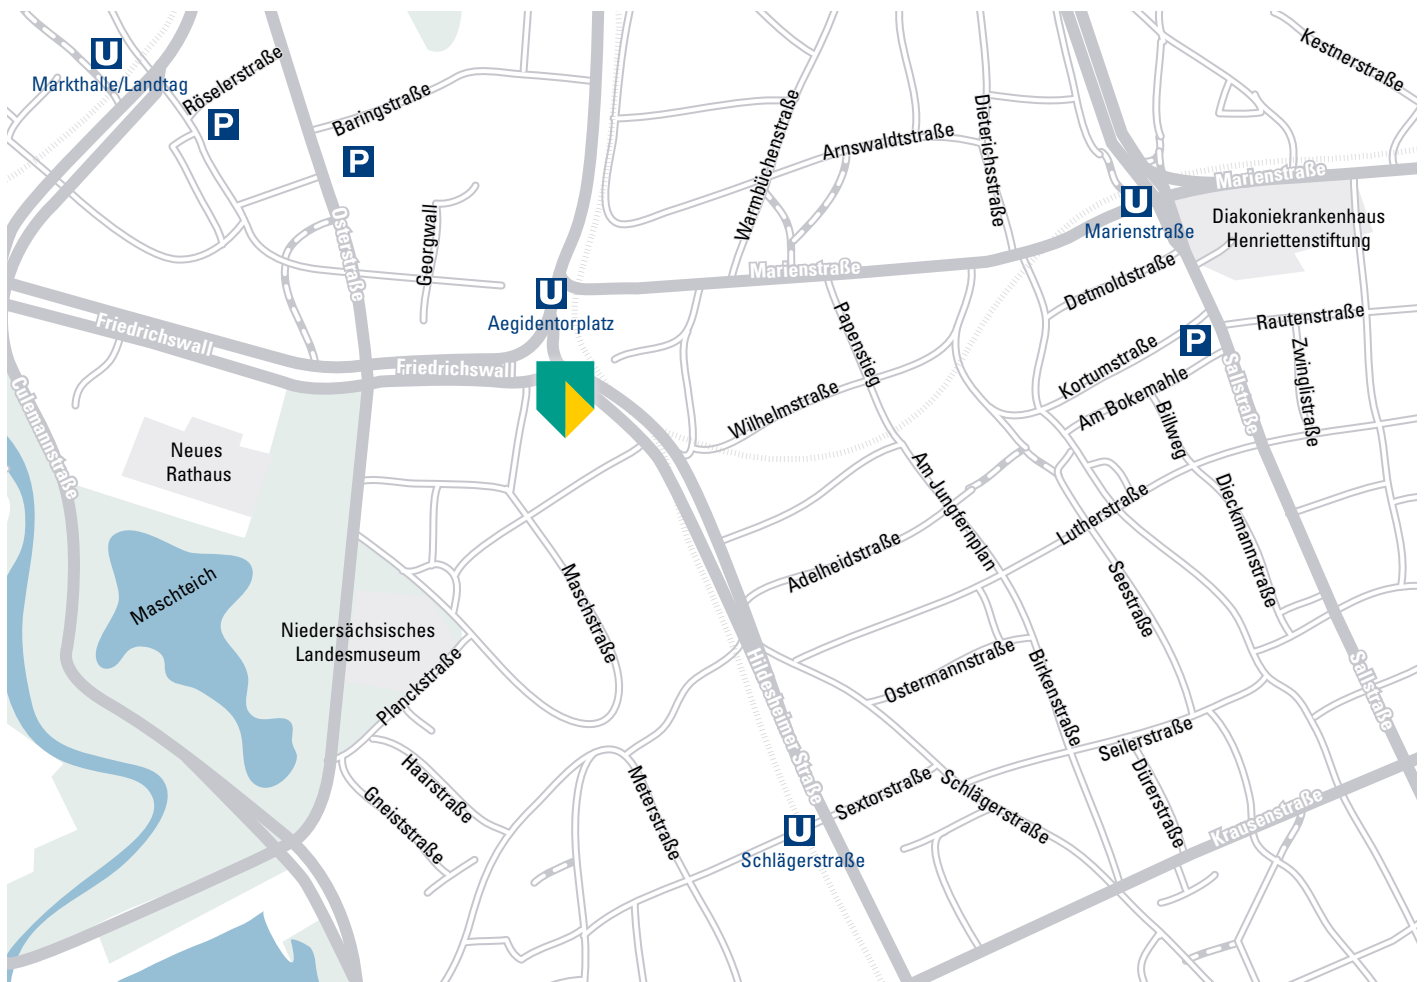 U
Markthalle/Landtag
Röselerstraße
P
Baringstraße
P
Osterstraße
Georgwall
Warmbüchenstraße
Arnswaldtstraße
Dieterichsstraße
Kestnerstraße
Marienstraße
U
Marienstraße
Diakoniekrankenhaus
Henriettenstiftung
Marienstraße
U
Aegidentorplatz
Detmoldstraße
Friedrichswall
Friedrichswall
Papenstieg
Rautenstraße
P
Kortumstraße
Zwinglistraße
Sallstraße
Culemannstraße
Wilhelmstraße
Am Bokemahle
Billweg
Neues
Rathaus
Am Jungfernplan
Dieckmannstraße
Lutherstraße
Adelheidstraße
Maschteich
Maschstraße
Seestraße
Niedersächsisches
Landesmuseum
Planckstraße
Hildesheimer Straße
Ostermannstraße
Birkenstraße
Sallstraße
Seilerstraße
Dürerstraße
Haarstraße
Gneiststraße
Meterstraße
Sextorstraße
Schlägerstraße
Krausenstraße
U
Schlägerstraße